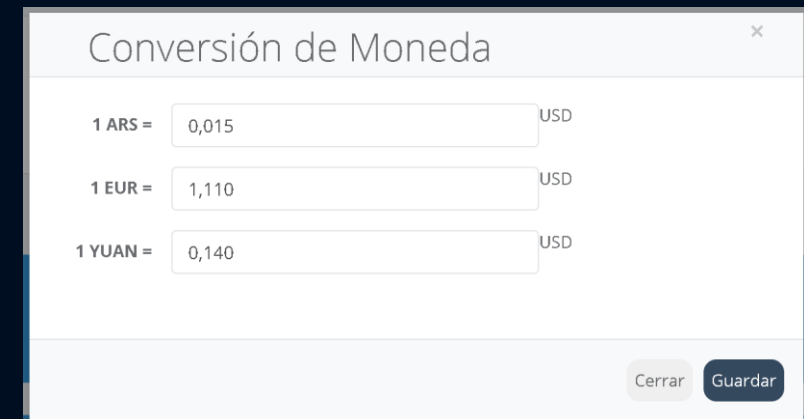 Conversión de Moneda
×
1 ARS = 0,015 USD
1 EUR = 1,110 USD
1 YUAN = 0,140 USD
Cerrar Guardar